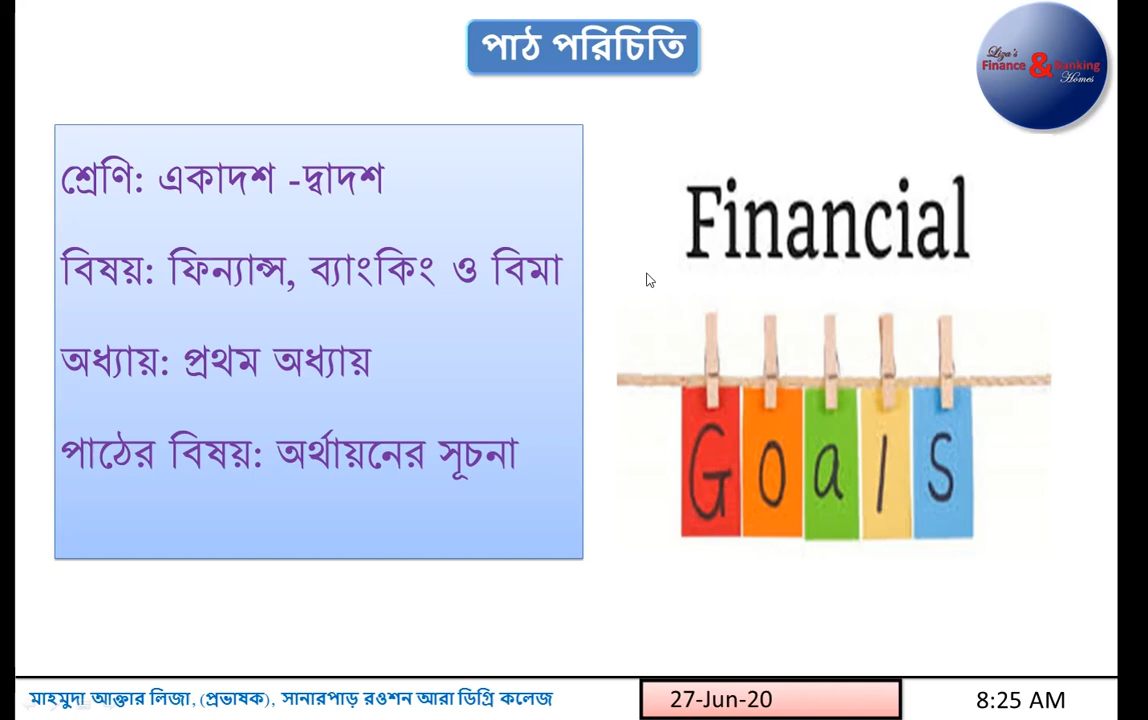 পাঠ পরিচিতি
Liza's
Finance & Banking
Homes
শ্রেণি: একাদশ -দ্বাদশ
বিষয়: ফিন্যান্স, ব্যাংকিং ও বিমা
অধ্যায়: প্রথম অধ্যায়
পাঠের বিষয়: অর্থায়নের সূচনা
Financial
Goals
মাহমুদা আক্তার লিজা, (প্রভাষক), সানারপাড় রওশন আরা ডিগ্রি কলেজ
27-Jun-20
8:25 AM